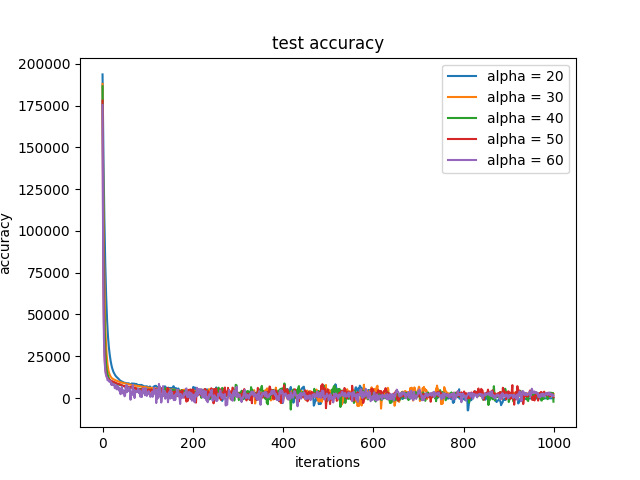 test accuracy
200000
175000
150000
125000
100000
75000
50000
25000
0
accuracy
alpha = 20
alpha = 30
alpha = 40
alpha = 50
alpha = 60
0 200 400 600 800 1000
iterations